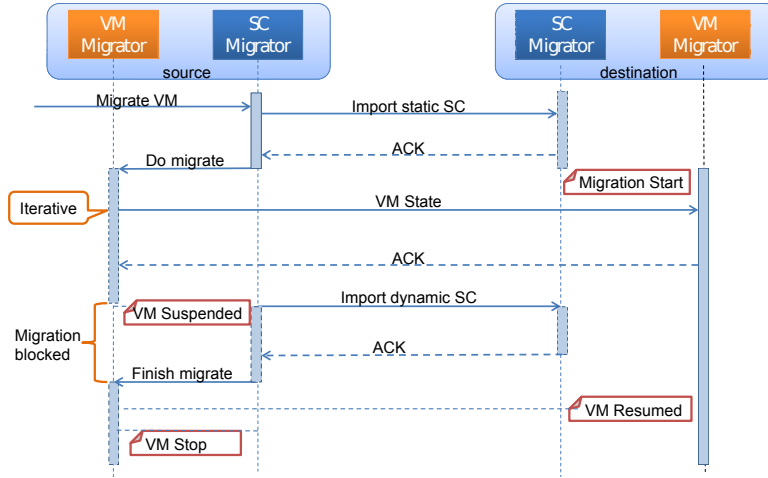 VM
Migrator
SC
Migrator
SC
Migrator
VM
Migrator
source
destination
Migrate VM
Import static SC
ACK
Do migrate
Migration Start
Iterative
VM State
ACK
Import dynamic SC
VM Suspended
Migration
blocked
ACK
Finish migrate
VM Resumed
VM Stop